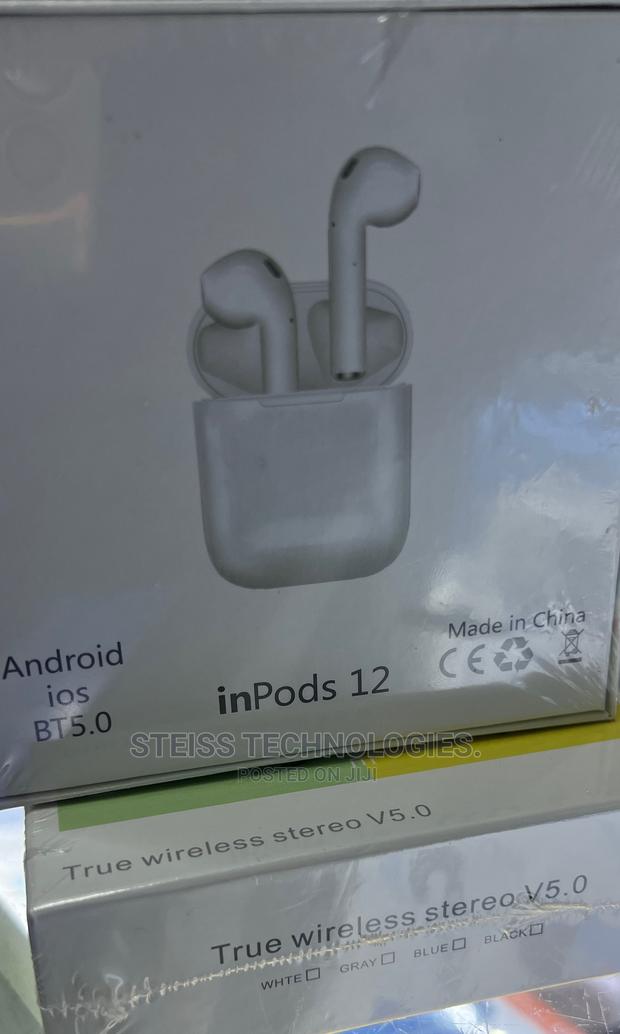 Android
ios
BT5.0
inPods 12
Made in China
CE
STEISS TECHNOLOGIES.
POSTED ON JIJI
True wireless stereo V5.0
True wireless stereo V5.0
WHTE GRAY BLUE BLACK